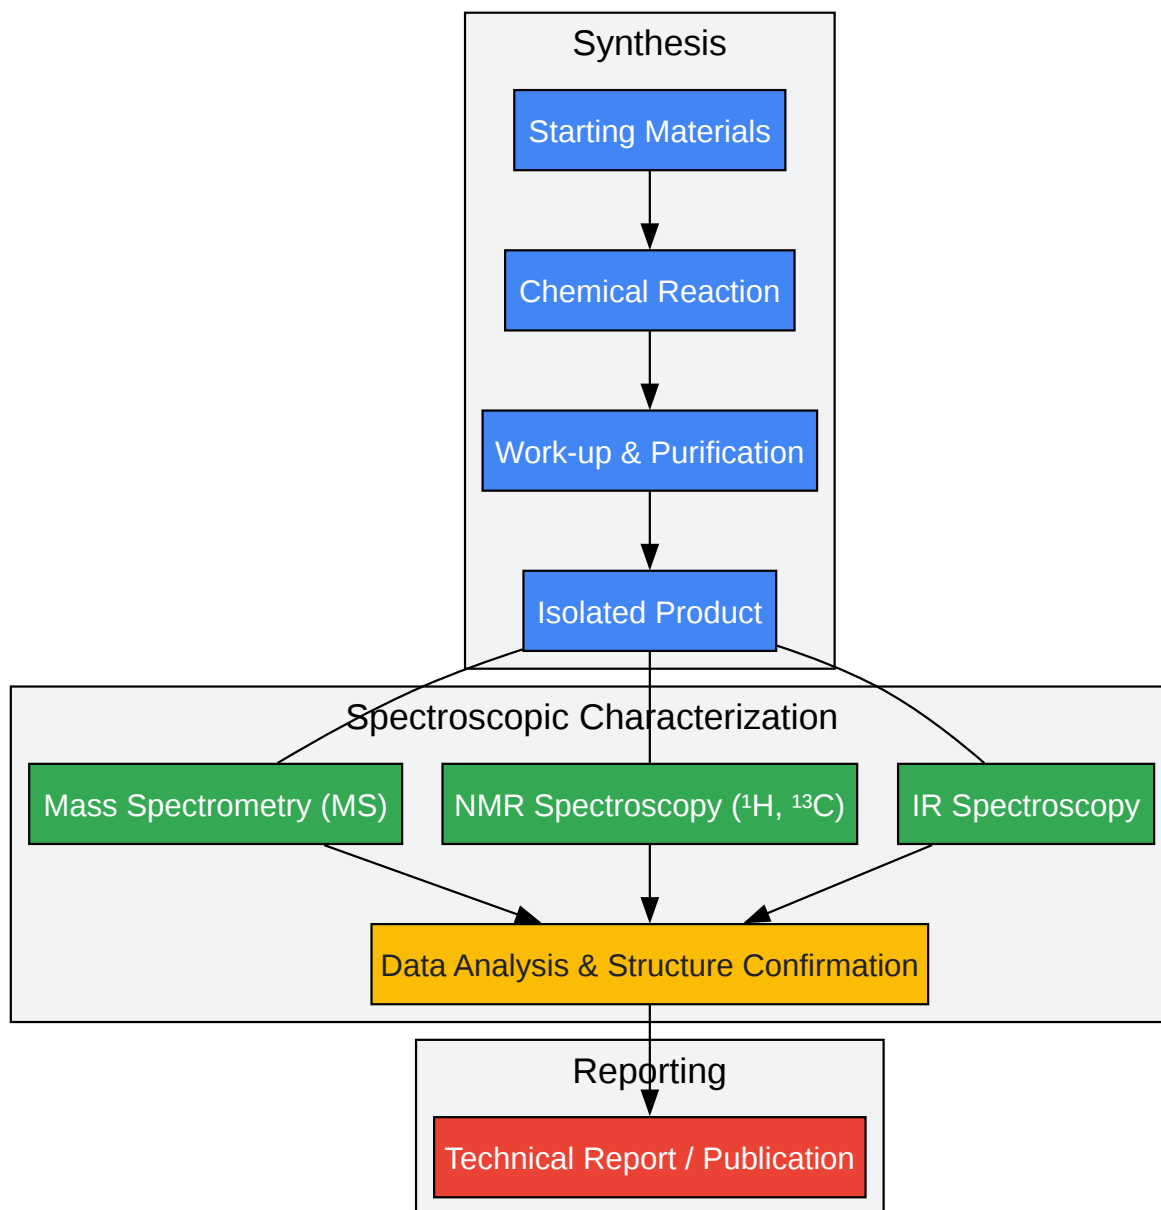 Synthesis
Starting Materials
Chemical Reaction
Work-up & Purification
Isolated Product
Spectroscopic Characterization
Mass Spectrometry (MS)
NMR Spectroscopy (¹H, ¹³C)
IR Spectroscopy
Data Analysis & Structure Confirmation
Reporting
Technical Report / Publication